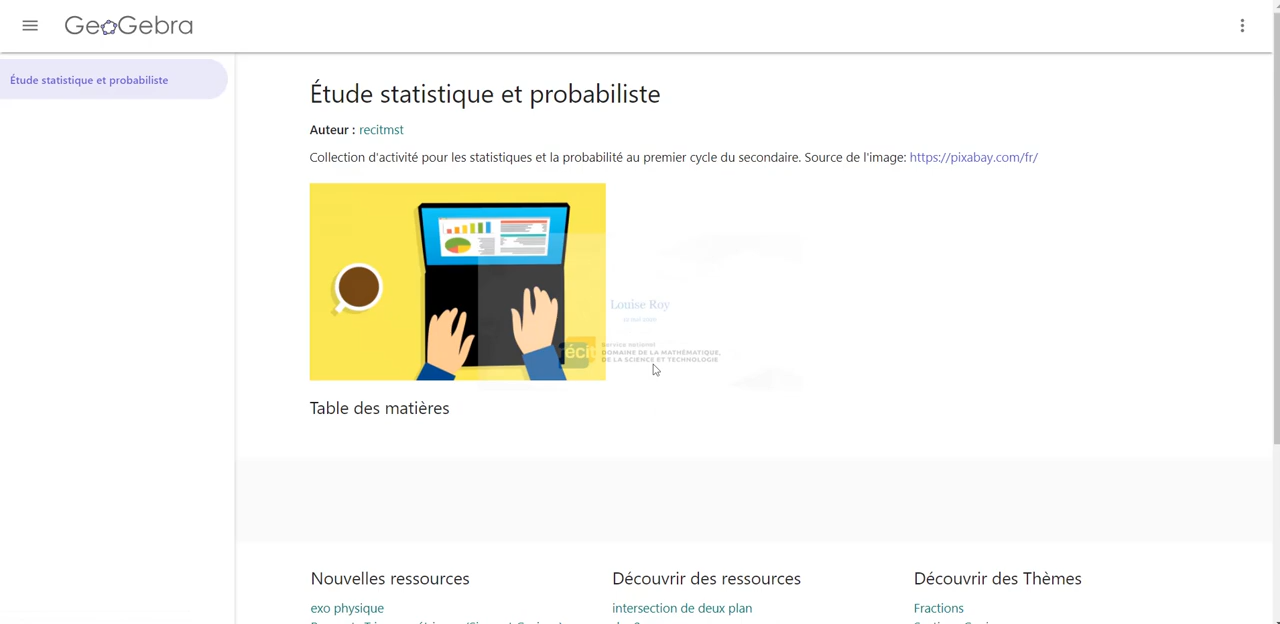 GeoGebra
Étude statistique et probabiliste
Étude statistique et probabiliste
Auteur : recitmst
Collection d'activité pour les statistiques et la probabilité au premier cycle du secondaire. Source de l'image: https://pixabay.com/fr/
Louise Roy
récit
Service national
DOMAINE DE LA MATHÉMATIQUE,
DE LA SCIENCE ET TECHNOLOGIE
Table des matières
Nouvelles ressources
Découvrir des ressources
Découvrir des Thèmes
exo physique
intersection de deux plan
Fractions